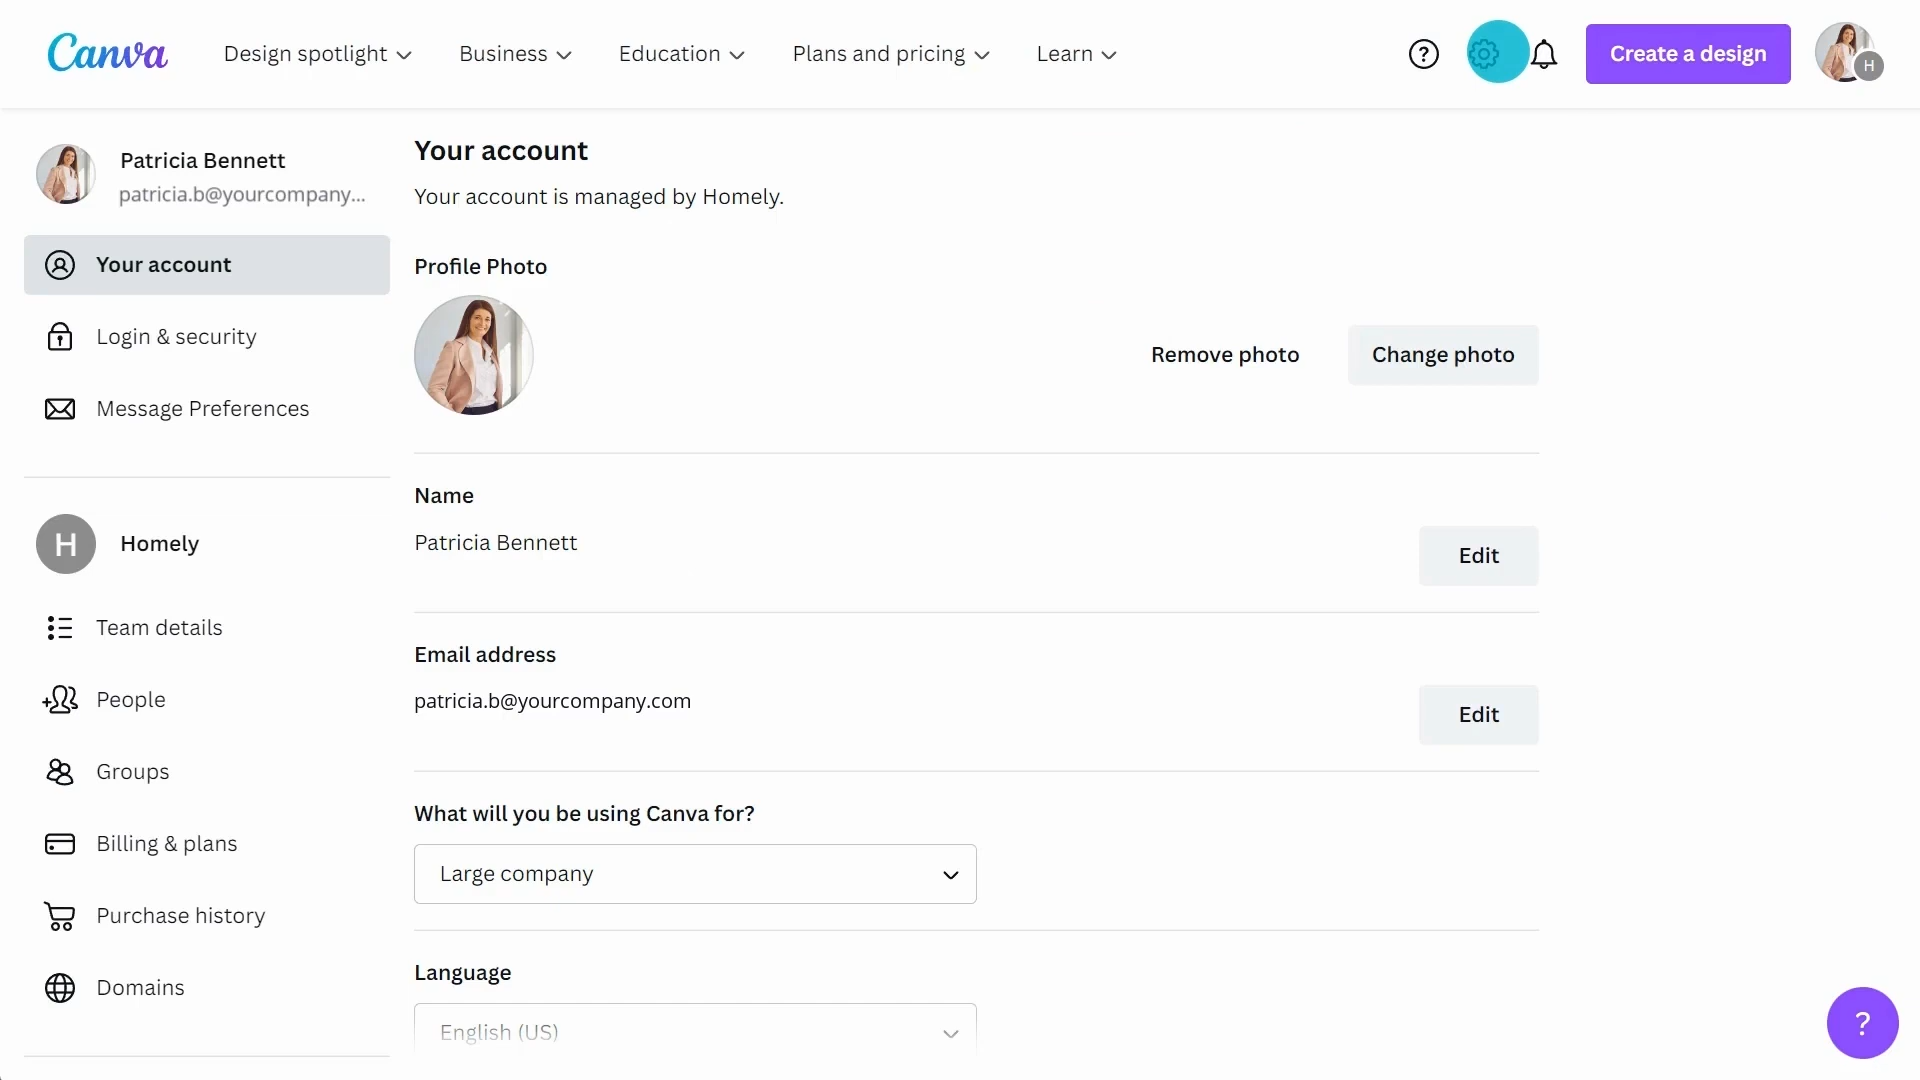 Canva
Design spotlight
Business
Education
Plans and pricing
Learn
?
Create a design
H
Patricia Bennett
patricia.b@yourcompany...
Your account
Login & security
Message Preferences
H
Homely
Team details
People
Groups
Billing & plans
Purchase history
Domains
Your account
Your account is managed by Homely.
Profile Photo
Remove photo
Change photo
Name
Patricia Bennett
Edit
Email address
patricia.b@yourcompany.com
Edit
What will you be using Canva for?
Large company
Language
English (US)
?